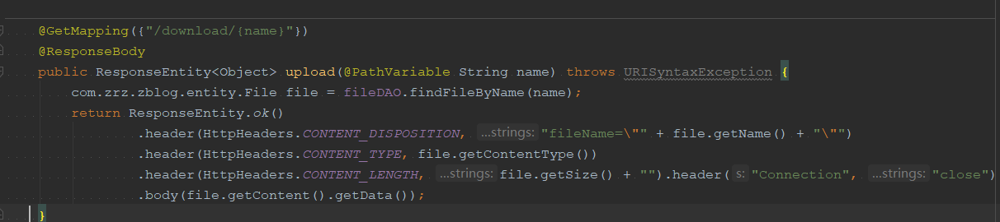 @GetMapping({"/download/{name}"})
@ResponseBody
public ResponseEntity<Object> upload(@PathVariable String name) throws URISyntaxException {
com.zrz.zblog.entity.File file = fileDAO.findFileByName(name);
return ResponseEntity.ok()
.header(HttpHeaders.CONTENT_DISPOSITION, ...strings: "fileName=\"" + file.getName() + "\"")
.header(HttpHeaders.CONTENT_TYPE, file.getContentType())
.header(HttpHeaders.CONTENT_LENGTH, ...strings: file.getSize() + "").header( s: "Connection", ...strings: "close")
.body(file.getContent().getData());
}